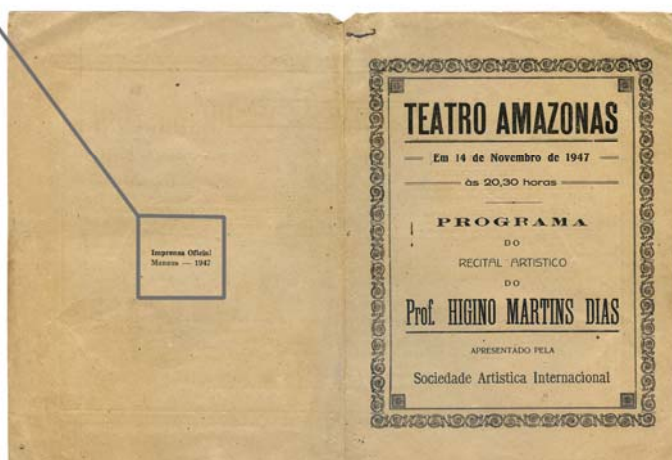 Imprensa Oficial
Manaus — 1947
TEATRO AMAZONAS
Em 14 de Novembro de 1947
às 20,30 horas
PROGRAMA
DO
RECITAL ARTISTICO
DO
Prof. HIGINO MARTINS DIAS
APRESENTADO PELA
Sociedade Artistica Internacional